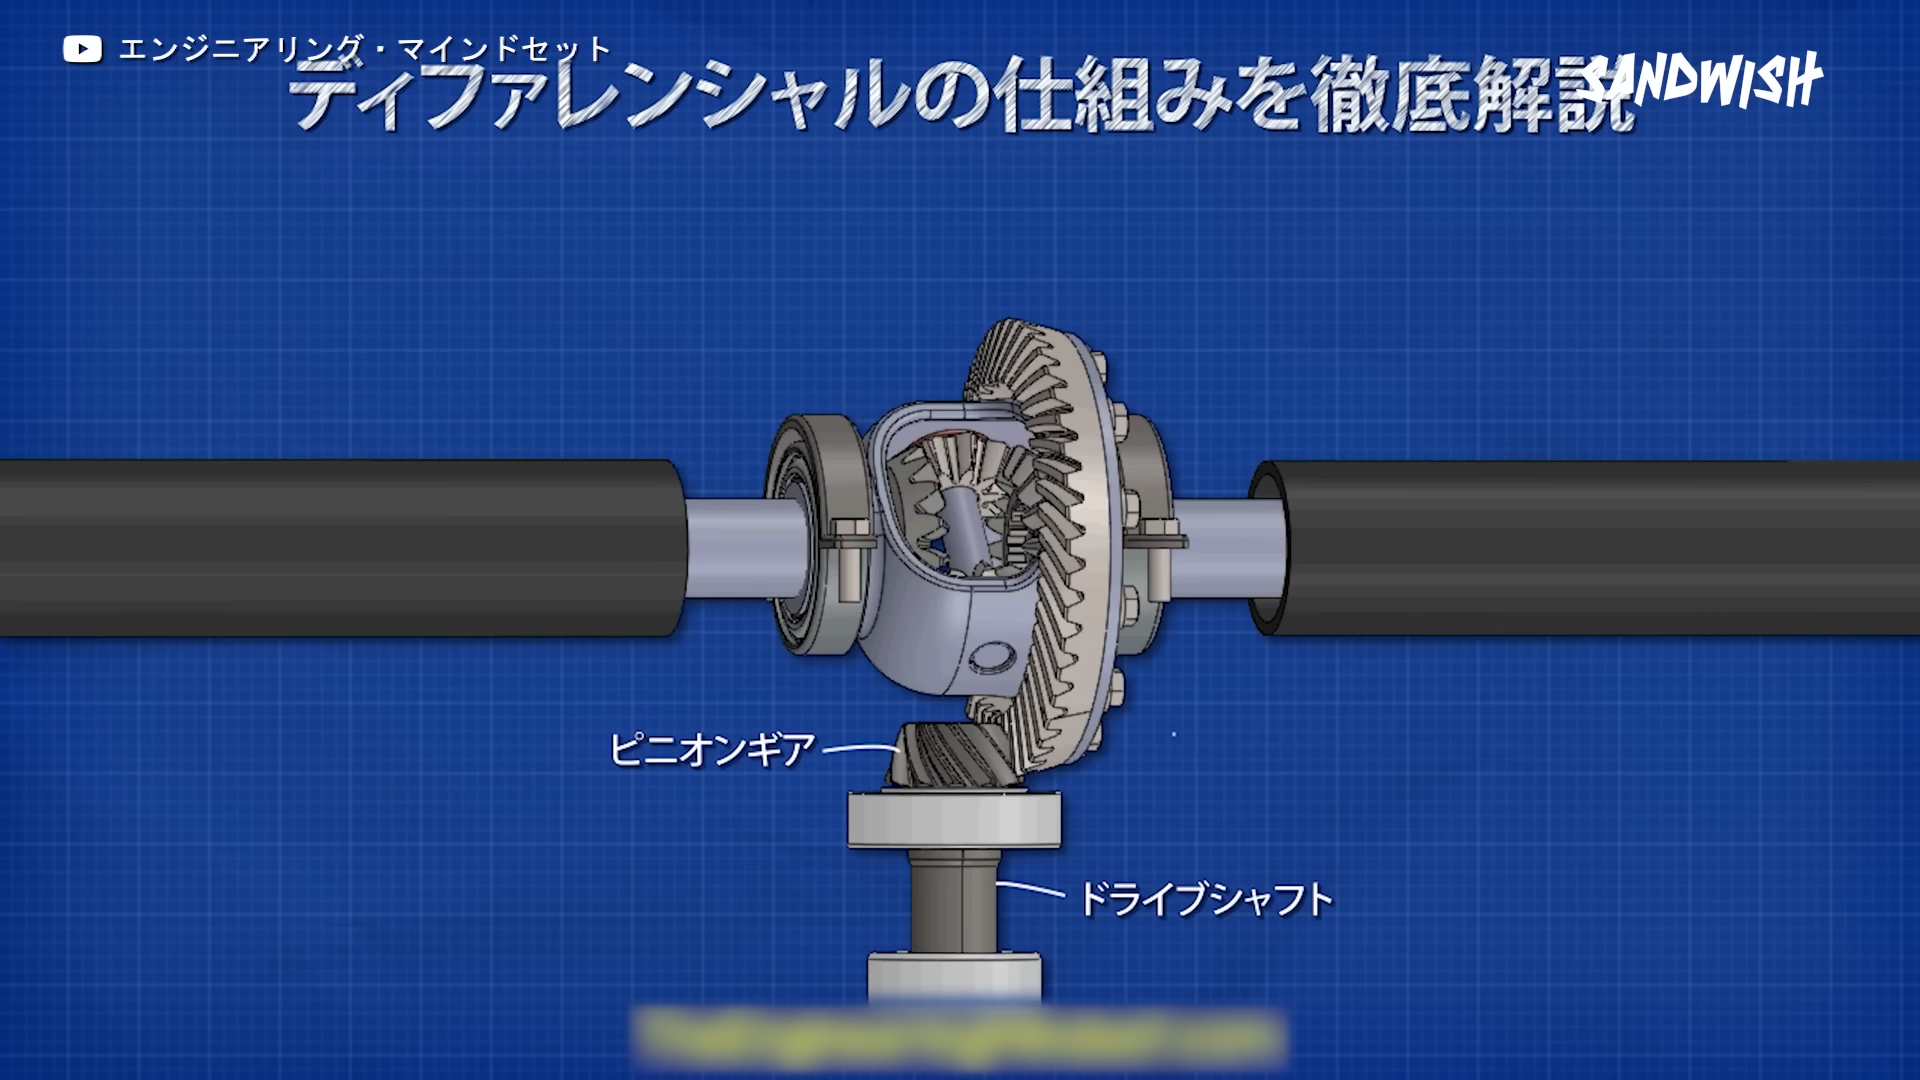 エンジニアリング・マインドセット
SANDWISH
ディファレンシャルの仕組みを徹底解説
ピニオンギア
ドライブシャフト